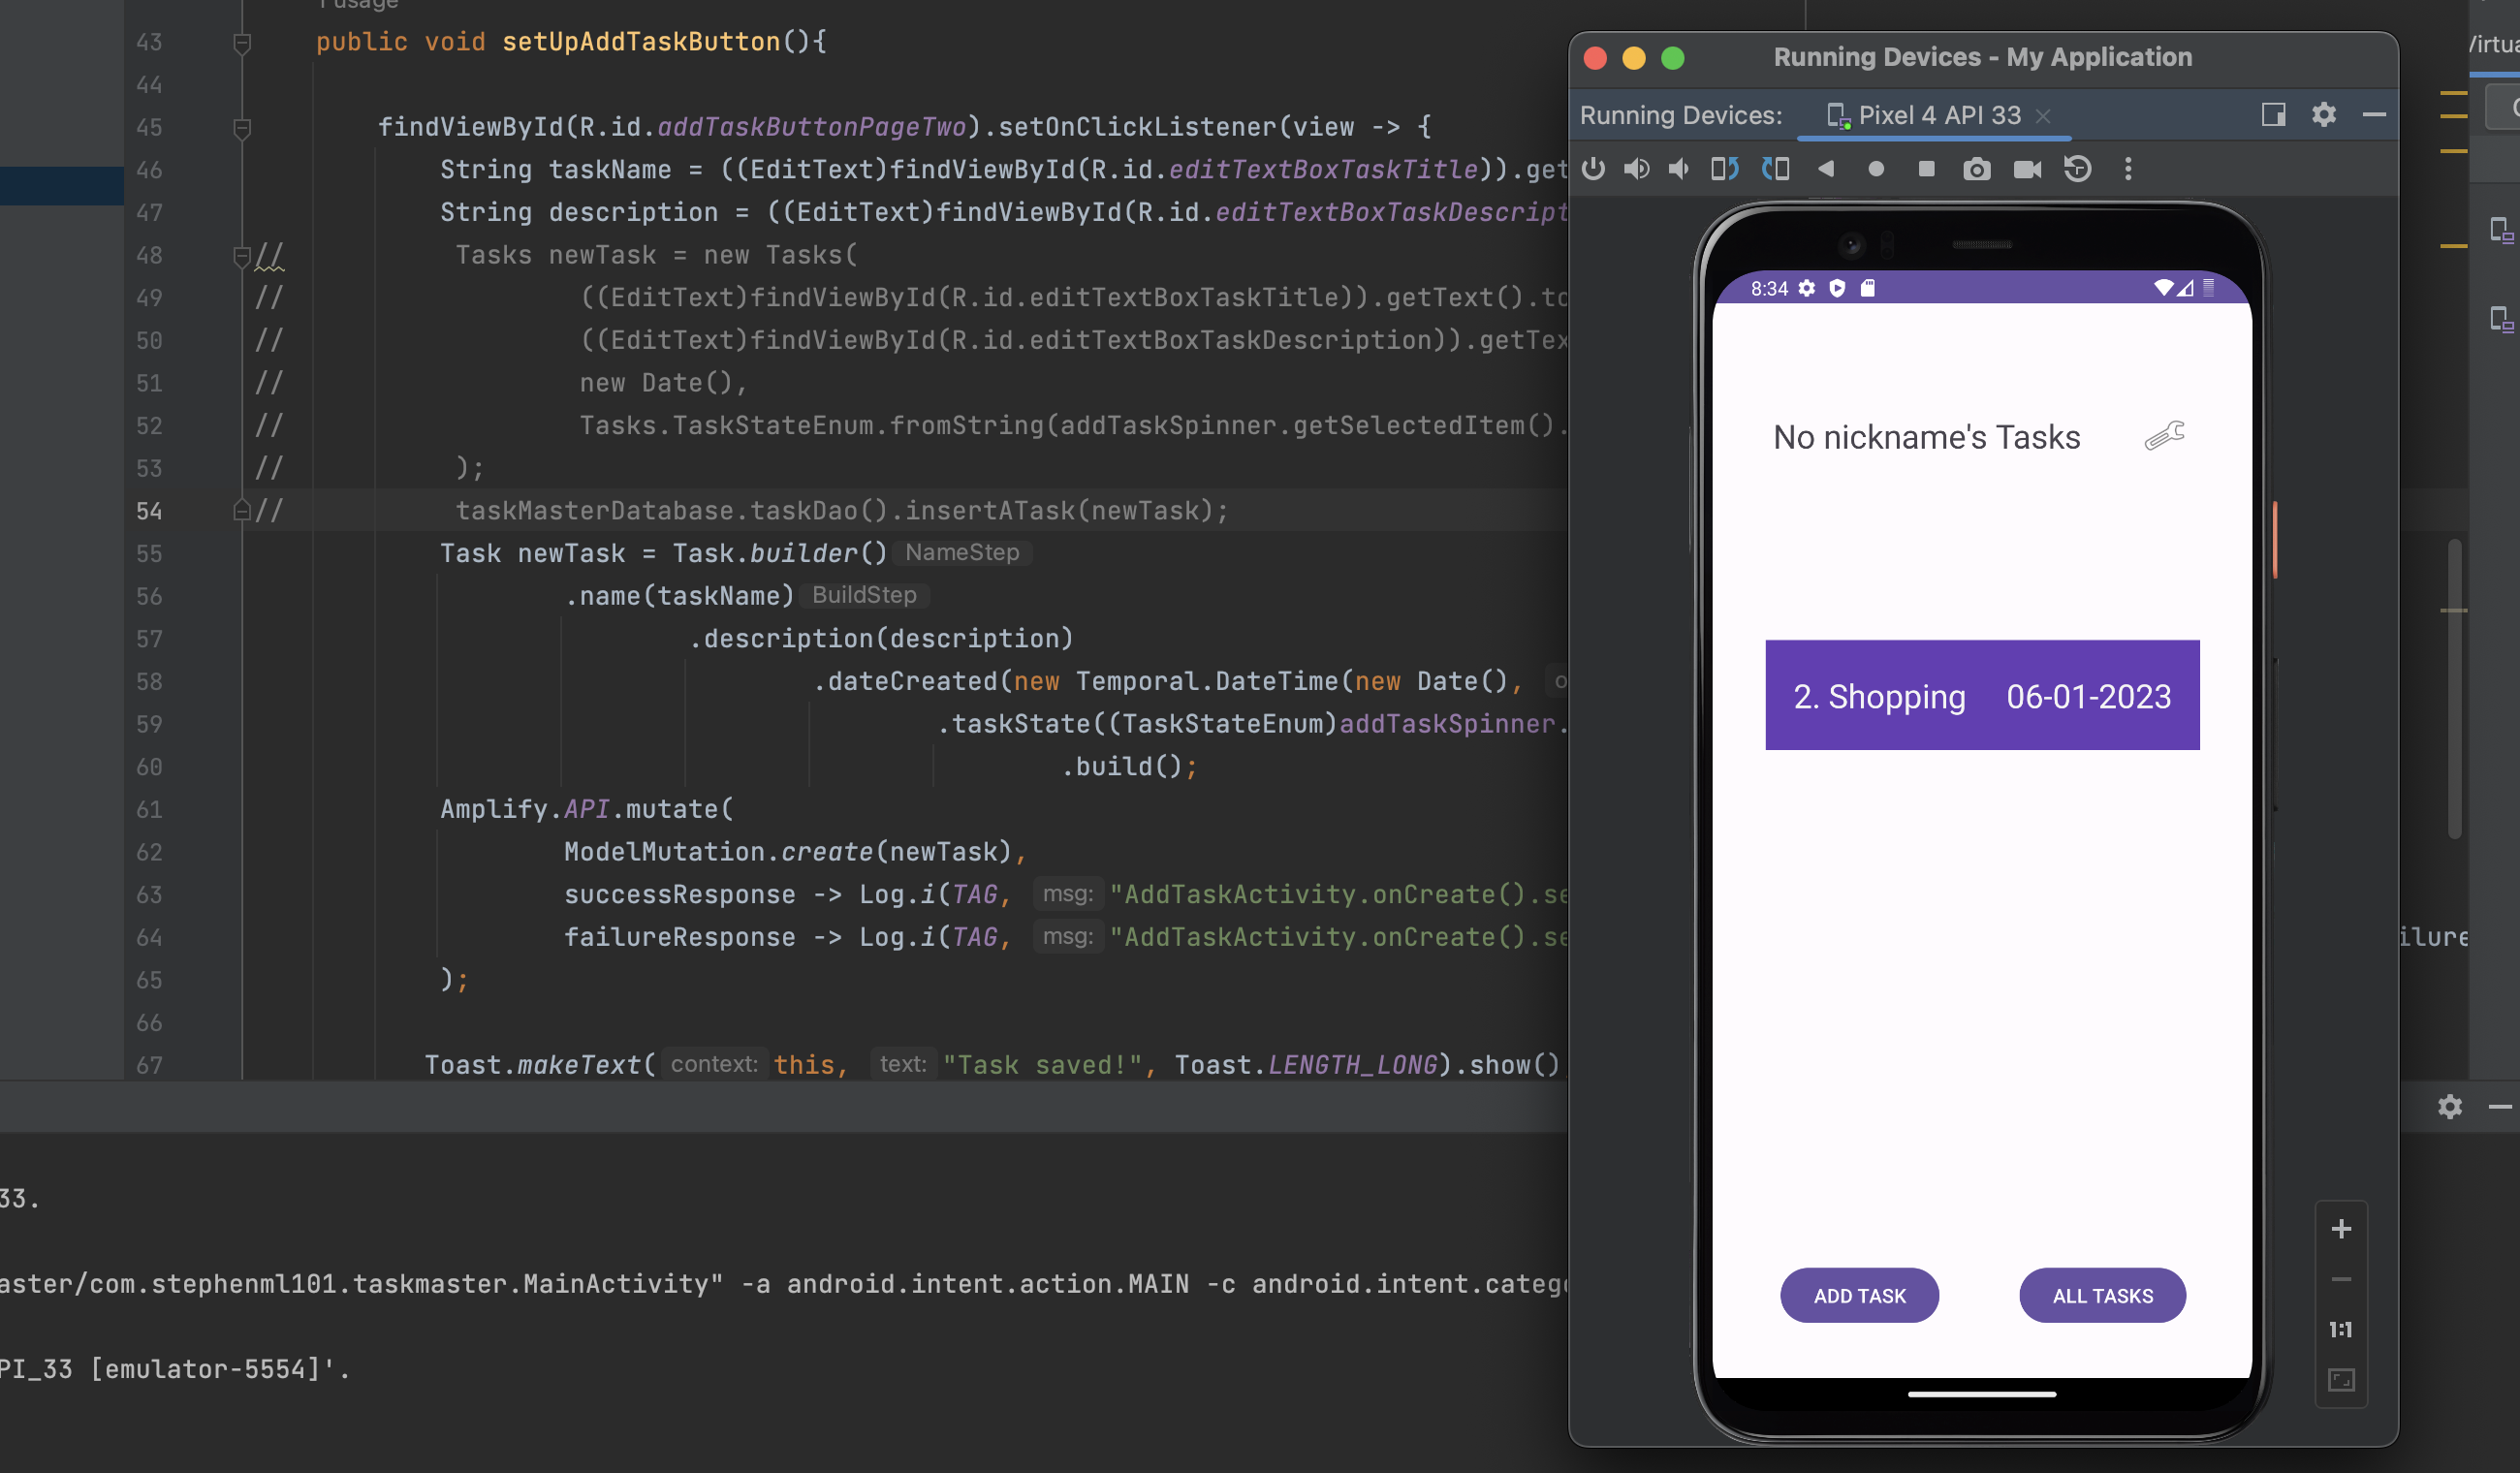 1 usage
43 public void setUpAddTaskButton(){
44
45 findViewById(R.id.addTaskButtonPageTwo).setOnClickListener(view -> {
46 String taskName = ((EditText)findViewById(R.id.editTextBoxTaskTitle)).get
47 String description = ((EditText)findViewById(R.id.editTextBoxTaskDescript
48 // Tasks newTask = new Tasks(
49 // ((EditText)findViewById(R.id.editTextBoxTaskTitle)).getText().to
50 // ((EditText)findViewById(R.id.editTextBoxTaskDescription)).getTex
51 // new Date(),
52 // Tasks.TaskStateEnum.fromString(addTaskSpinner.getSelectedItem().
53 // );
54 // taskMasterDatabase.taskDao().insertATask(newTask);
55 Task newTask = Task.builder() NameStep
56 .name(taskName) BuildStep
57 .description(description)
58 .dateCreated(new Temporal.DateTime(new Date(), o
59 .taskState((TaskStateEnum)addTaskSpinner.
60 .build();
61 Amplify.API.mutate(
62 ModelMutation.create(newTask),
63 successResponse -> Log.i(TAG, msg: "AddTaskActivity.onCreate().se
64 failureResponse -> Log.i(TAG, msg: "AddTaskActivity.onCreate().se
ilure
65 );
66
67 Toast.makeText( context: this, text: "Task saved!", Toast.LENGTH_LONG).show()
33.
aster/com.stephenml101.taskmaster.MainActivity" -a android.intent.action.MAIN -c android.intent.catego
PI_33 [emulator-5554]'.
Running Devices - My Application
Running Devices: Pixel 4 API 33
8:34
No nickname's Tasks
2. Shopping 06-01-2023
ADD TASK ALL TASKS
1:1
Virtua